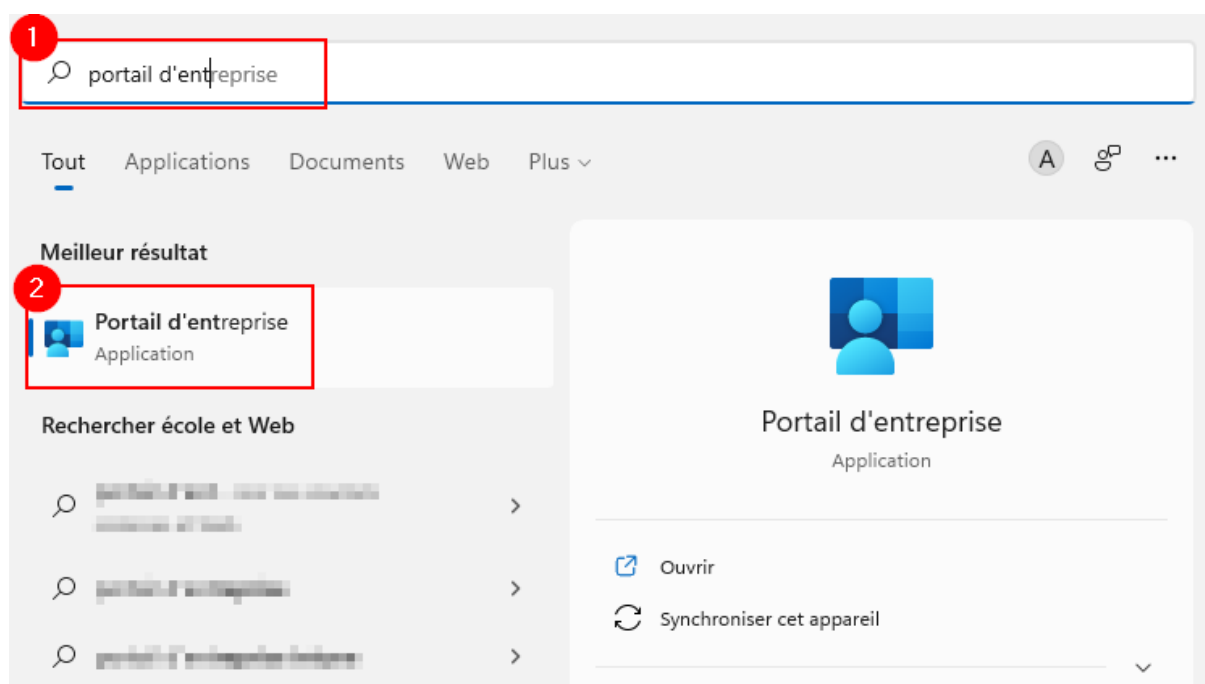 1
portail d'entreprise
Tout Applications Documents Web Plus
A
Meilleur résultat
2
Portail d'entreprise
Application
Rechercher école et Web
Portail d'entreprise
Application
Ouvrir
Synchroniser cet appareil